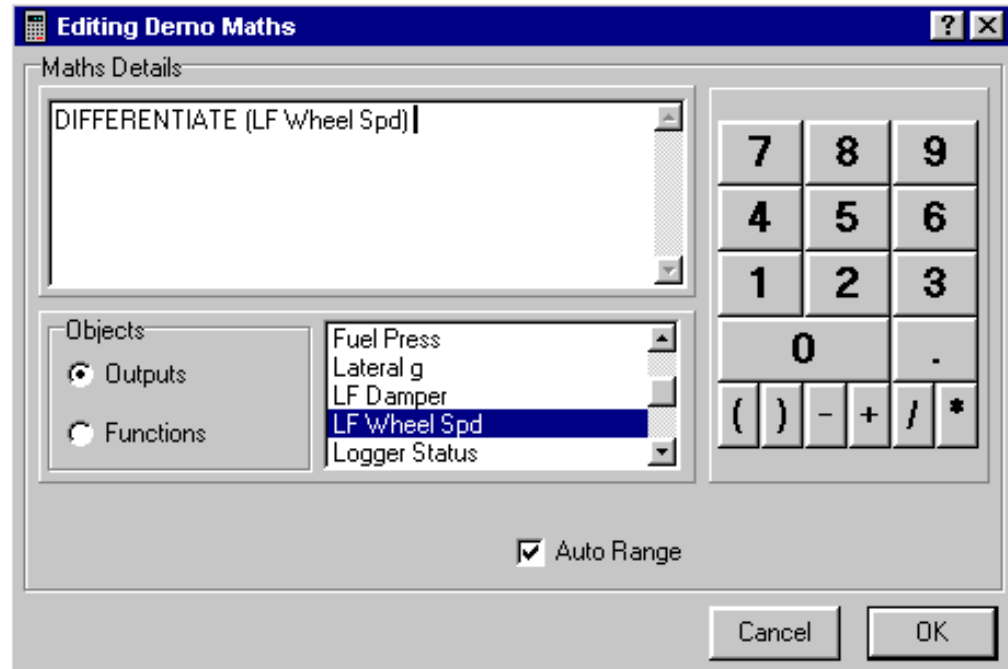 Editing Demo Maths
? X
Maths Details
DIFFERENTIATE (LF Wheel Spd)
7 8 9
4 5 6
1 2 3
0 .
( ) - + / *
Objects
Outputs
Functions
Fuel Press
Lateral g
LF Damper
LF Wheel Spd
Logger Status
Auto Range
Cancel OK